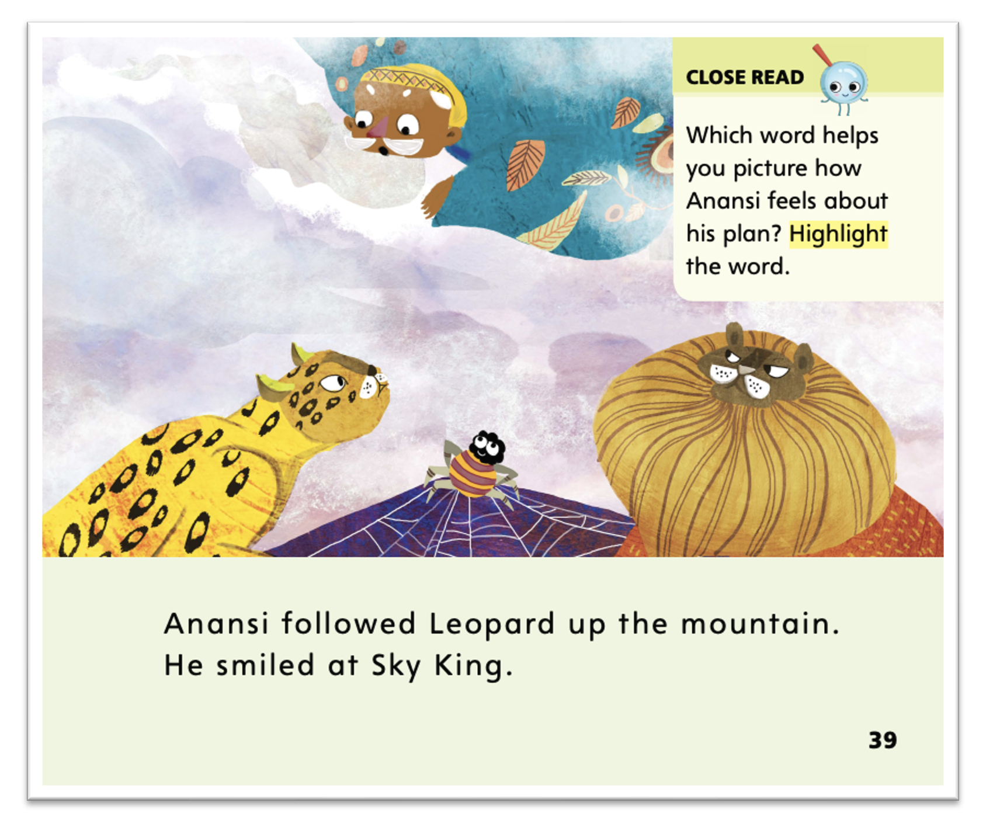 CLOSE READ
Which word helps
you picture how
Anansi feels about
his plan? Highlight
the word.
Anansi followed Leopard up the mountain.
He smiled at Sky King.
39